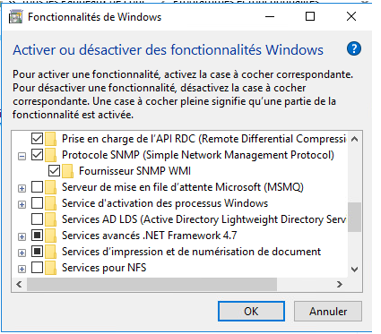 Fonctionnalités de Windows
Activer ou désactiver des fonctionnalités Windows
Pour activer une fonctionnalité, activez la case à cocher correspondante.
Pour désactiver une fonctionnalité, désactivez la case à cocher
correspondante. Une case à cocher pleine signifie qu'une partie de la
fonctionnalité est activée.
Prise en charge de l'API RDC (Remote Differential Compressi
Protocole SNMP (Simple Network Management Protocol)
Fournisseur SNMP WMI
Serveur de mise en file d'attente Microsoft (MSMQ)
Service d'activation des processus Windows
Services AD LDS (Active Directory Lightweight Directory Serv
Services avancés .NET Framework 4.7
Services d'impression et de numérisation de document
Services pour NFS
OK
Annuler